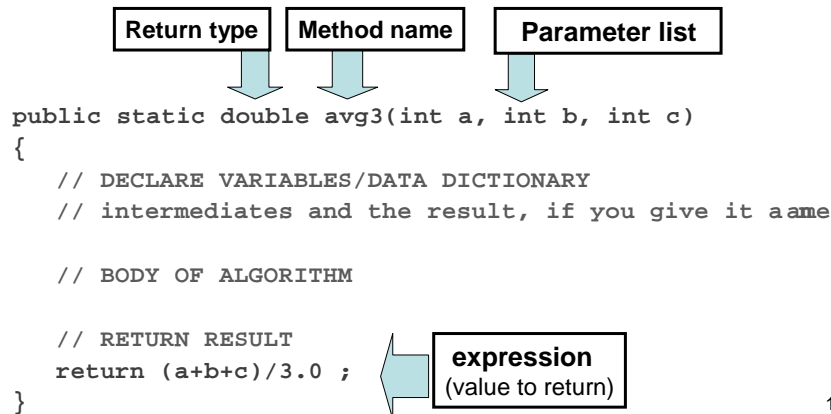 Return type Method name Parameter list
public static double avg3(int a, int b, int c)
{
// DECLARE VARIABLES/DATA DICTIONARY
// intermediates and the result, if you give it a ame
// BODY OF ALGORITHM
// RETURN RESULT
return (a+b+c)/3.0 ;
expression
(value to return)
}
1